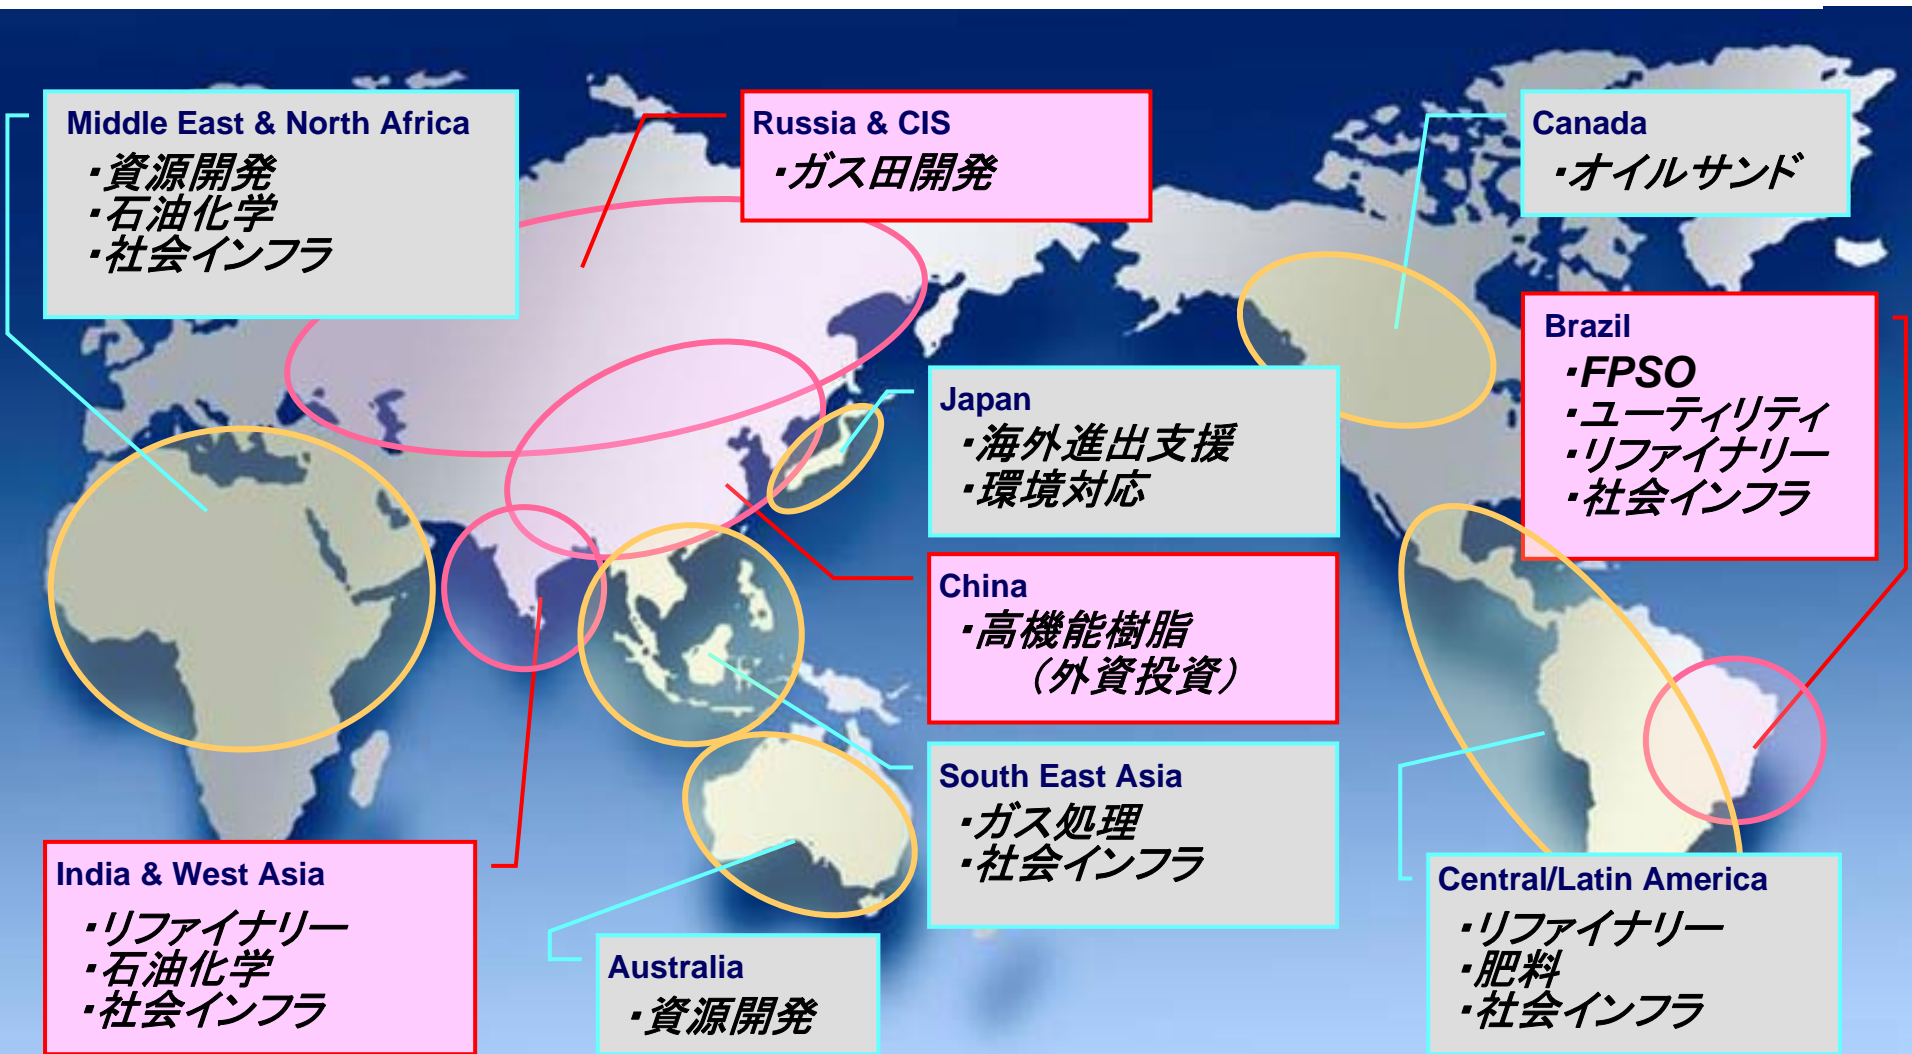 Middle East & North Africa
・資源開発
・石油化学
・社会インフラ
Russia & CIS
・ガス田開発
Canada
・オイルサンド
Brazil
・FPSO
・ユーティリティ
・リファイナリー
・社会インフラ
Japan
・海外進出支援
・環境対応
China
・高機能樹脂
（外資投資）
South East Asia
・ガス処理
・社会インフラ
India & West Asia
・リファイナリー
・石油化学
・社会インフラ
Australia
・資源開発
Central/Latin America
・リファイナリー
・肥料
・社会インフラ